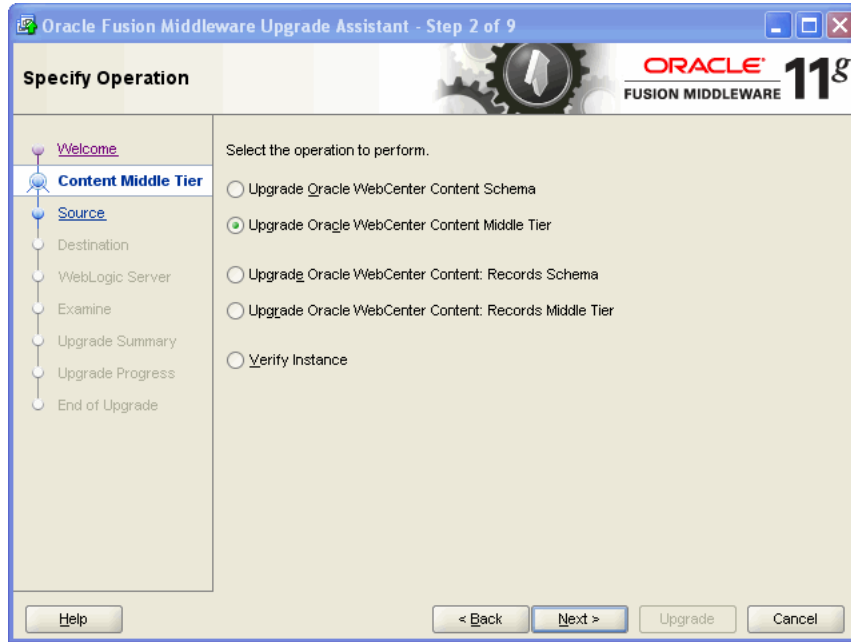 Oracle Fusion Middleware Upgrade Assistant - Step 2 of 9
Specify Operation
ORACLE
FUSION MIDDLEWARE 11g
Welcome
Content Middle Tier
Source
Destination
WebLogic Server
Examine
Upgrade Summary
Upgrade Progress
End of Upgrade
Select the operation to perform.
Upgrade Oracle WebCenter Content Schema
Upgrade Oracle WebCenter Content Middle Tier
Upgrade Oracle WebCenter Content: Records Schema
Upgrade Oracle WebCenter Content: Records Middle Tier
Verify Instance
Help
< Back
Next >
Upgrade
Cancel